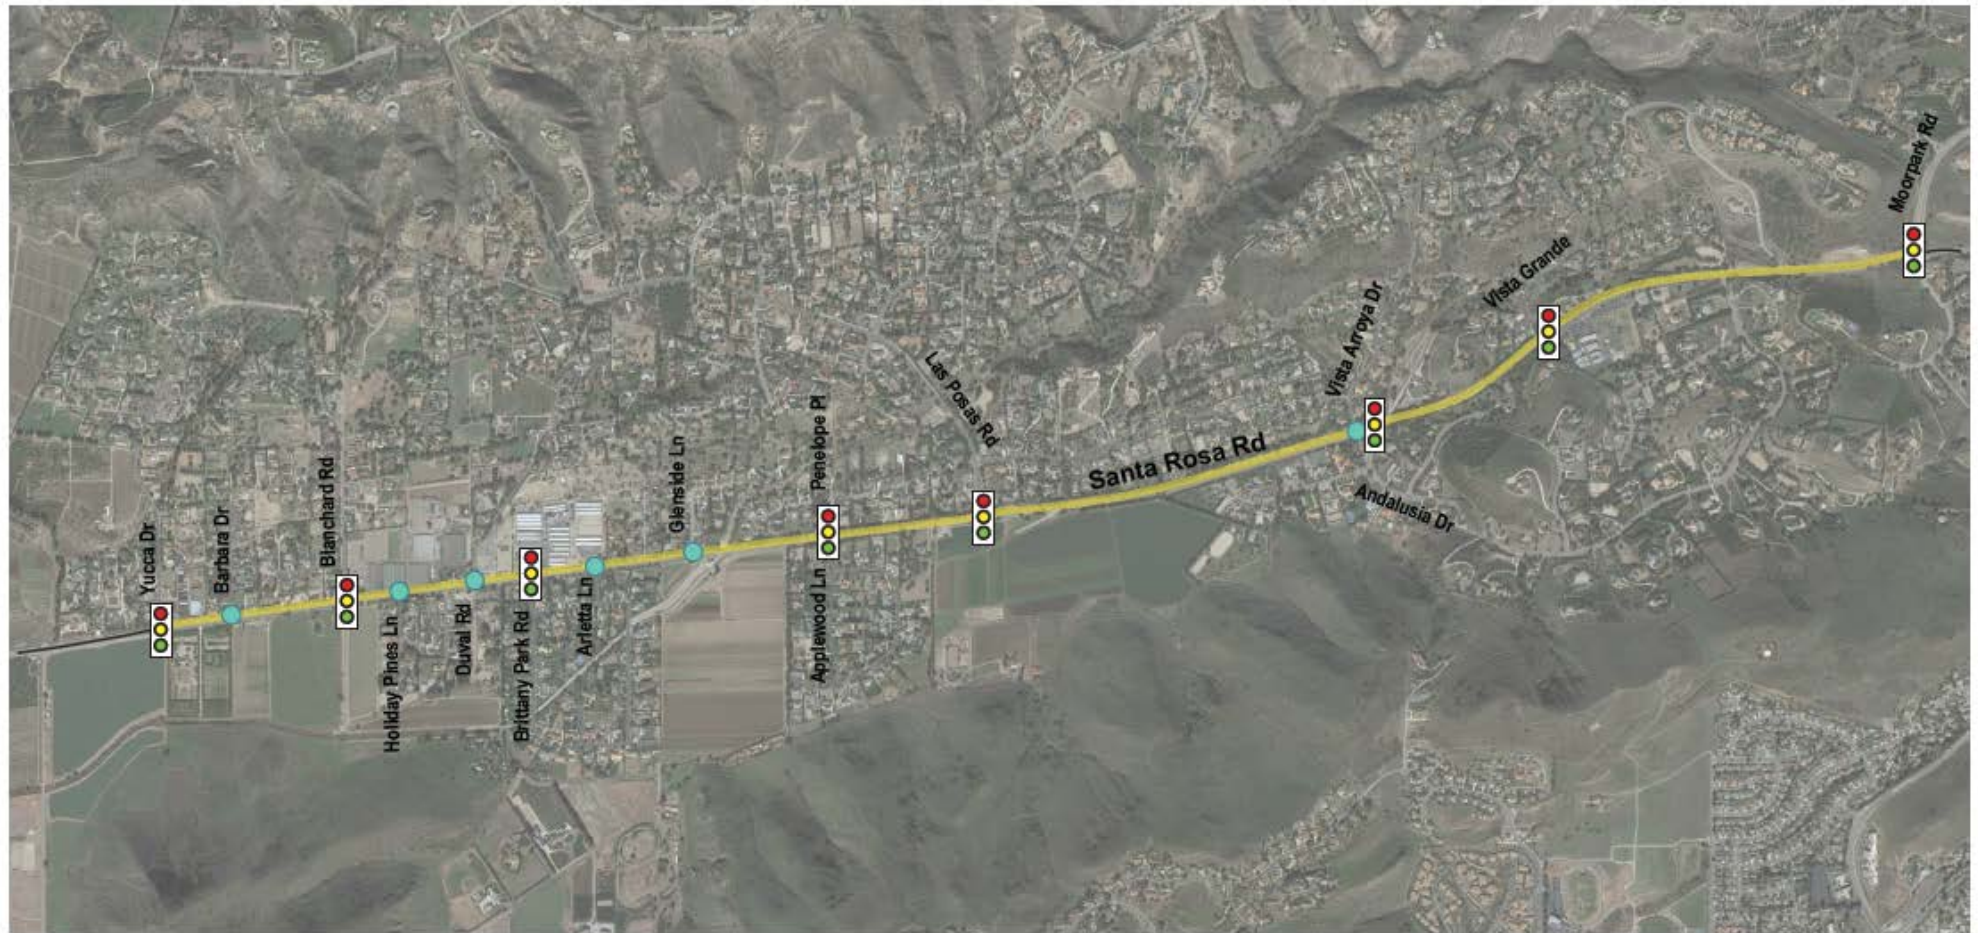 Yucca Dr
Barbara Dr
Blanchard Rd
Holiday Pines Ln
Duval Rd
Brittany Park Rd
Arletta Ln
Glenside Ln
Penelope Pl
Applewood Ln
Las Posas Rd
Santa Rosa Rd
Vista Arroya Dr
Andalusia Dr
Vista Grande
Moorpark Rd